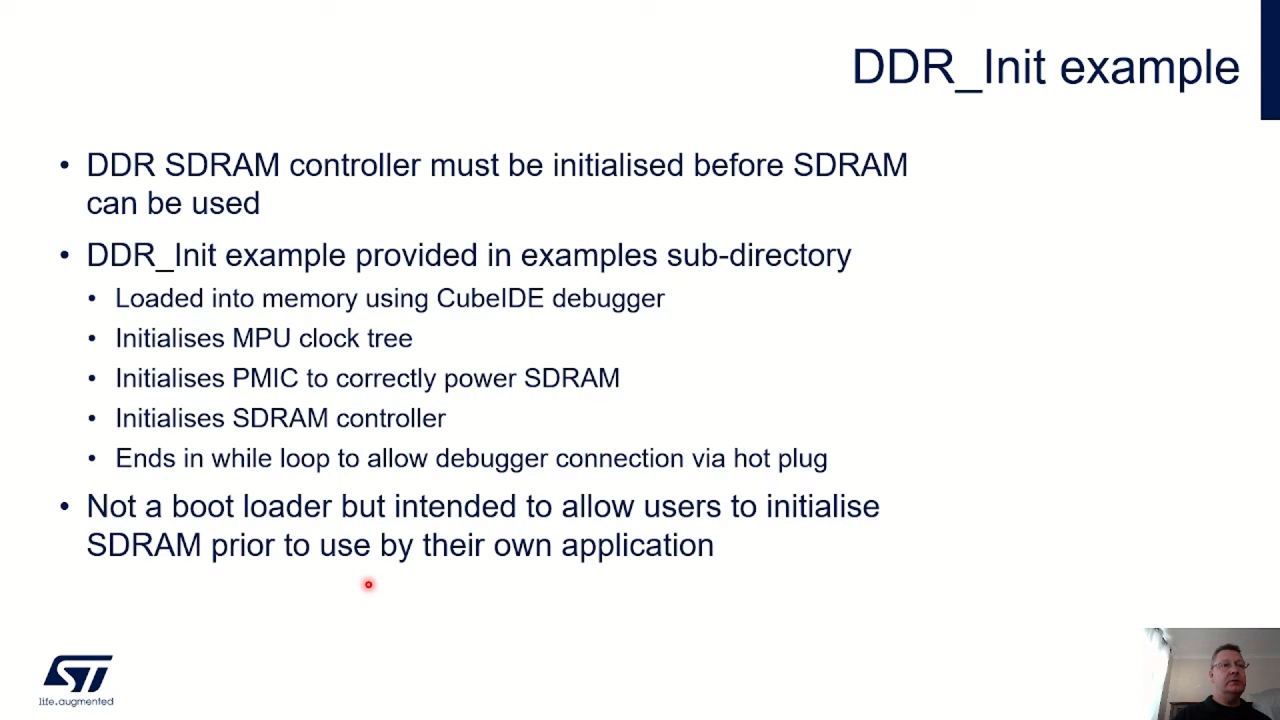 DDR_Init example
• DDR SDRAM controller must be initialised before SDRAM
can be used
• DDR_Init example provided in examples sub-directory
• Loaded into memory using CubeIDE debugger
• Initialises MPU clock tree
• Initialises PMIC to correctly power SDRAM
• Initialises SDRAM controller
• Ends in while loop to allow debugger connection via hot plug
• Not a boot loader but intended to allow users to initialise
SDRAM prior to use by their own application
ST
life.augmented